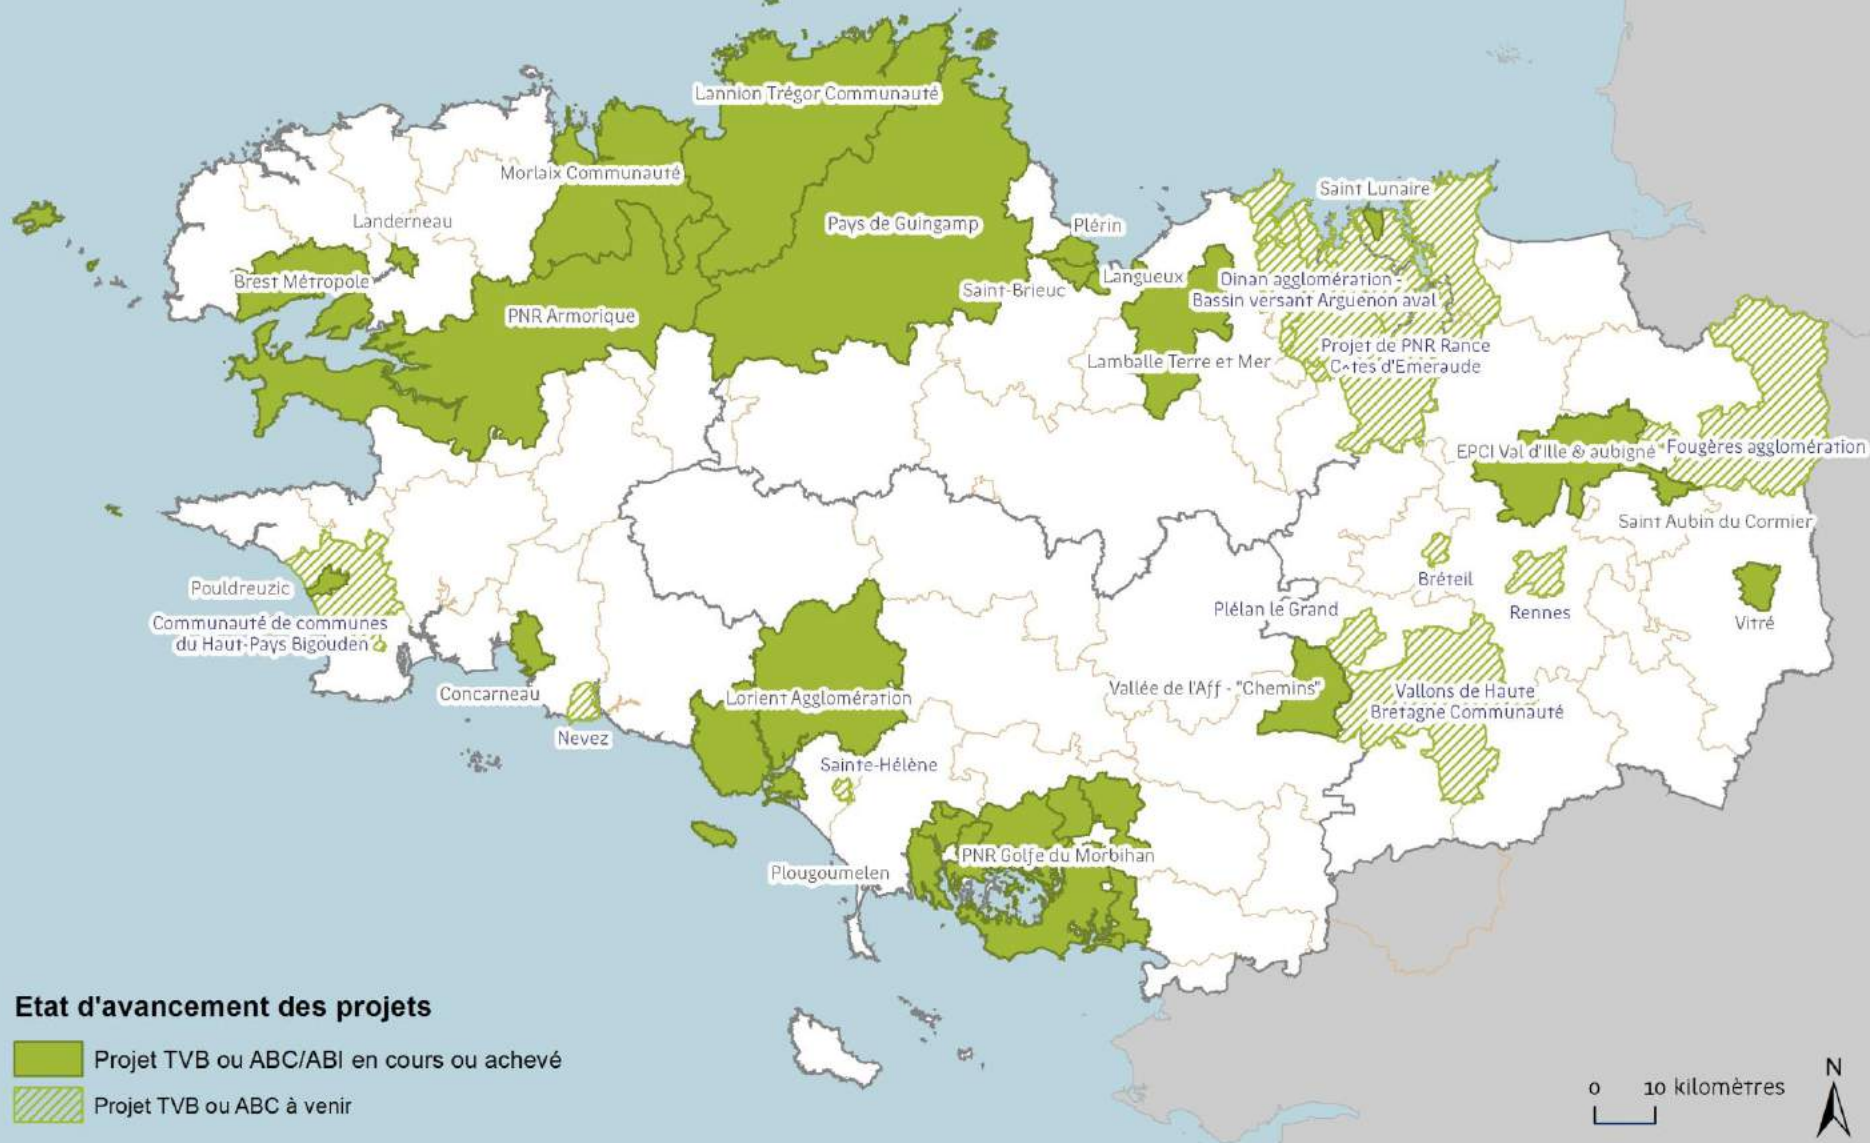 Lannion Trégor Communauté
Morlaix Communauté
Saint Lunaire
Landerneau
Pays de Guingamp
Plérin
Brest Métropole
Langueux
Dinan agglomération -
Bassin versant Arguenon aval
Saint-Brieuc
PNR Armorique
Projet de PNR Rance
C^tes d'Emeraude
Lamballe Terre et Mer
EPCI Val d'Ille & aubigné
Fougères agglomération
Saint Aubin du Cormier
Pouldreuzic
Bréteil
Communauté de communes
du Haut-Pays Bigouden
Plélan le Grand
Rennes
Vitré
Concarneau
Lorient Agglomération
Vallée de l'Aff - "Chemins"
Vallons de Haute
Bretagne Communauté
Nevez
Sainte-Hélène
PNR Golfe du Morbihan
Plougoumelen
Etat d'avancement des projets
Projet TVB ou ABC/ABI en cours ou achevé
Projet TVB ou ABC à venir
0 10 kilomètres
N